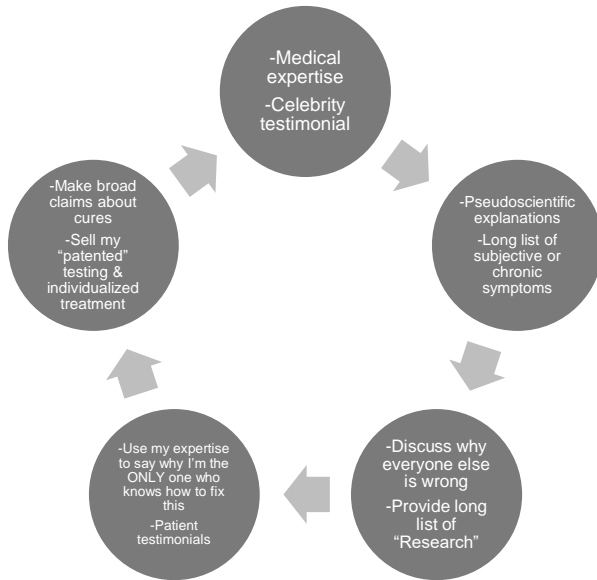 -Medical
expertise
-Celebrity
testimonial
-Pseudoscientific
explanations
-Long list of
subjective or
chronic
symptoms
-Discuss why
everyone else
is wrong
-Provide long
list of
“Research”
-Use my expertise
to say why I’m the
ONLY one who
knows how to fix
this
-Patient
testimonials
-Make broad
claims about
cures
-Sell my
“patented”
testing &
individualized
treatment